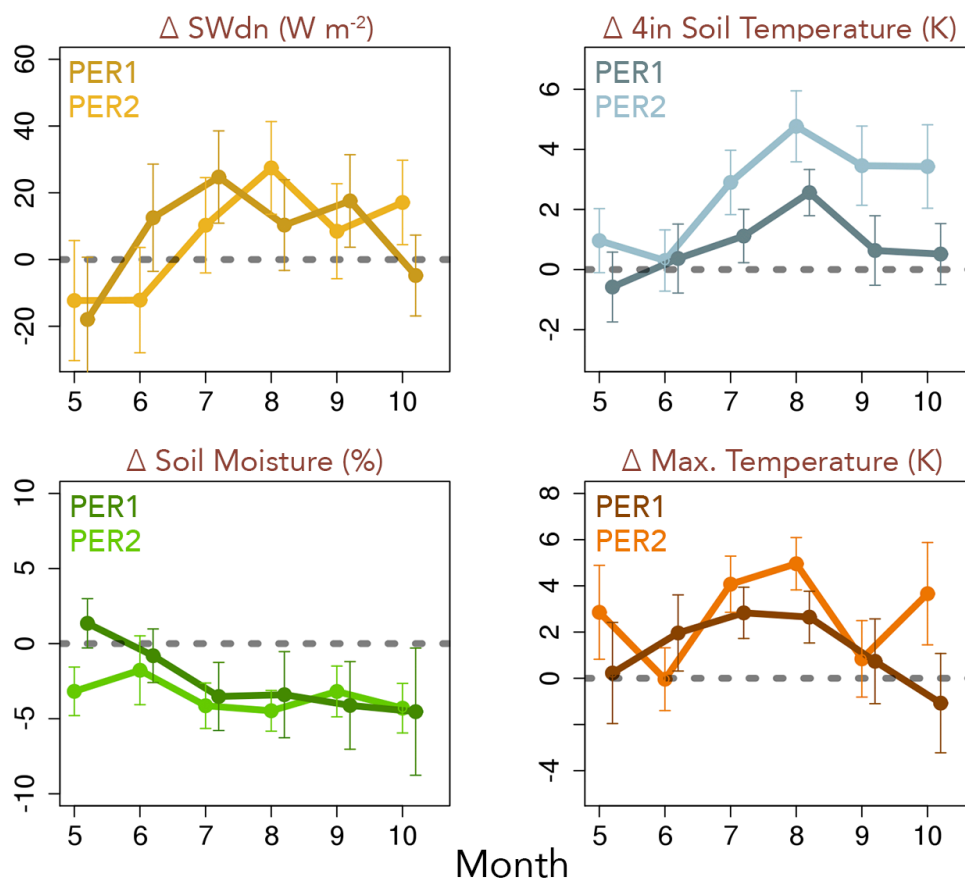 Δ SWdn (W m-2)
PER1
PER2
60
40
20
0
-20
5 6 7 8 9 10
Δ 4in Soil Temperature (K)
PER1
PER2
6
4
2
0
-2
5 6 7 8 9 10
Δ Soil Moisture (%)
PER1
PER2
10
5
0
-5
-10
5 6 7 8 9 10
Δ Max. Temperature (K)
PER1
PER2
8
6
4
2
0
-4
5 6 7 8 9 10
Month